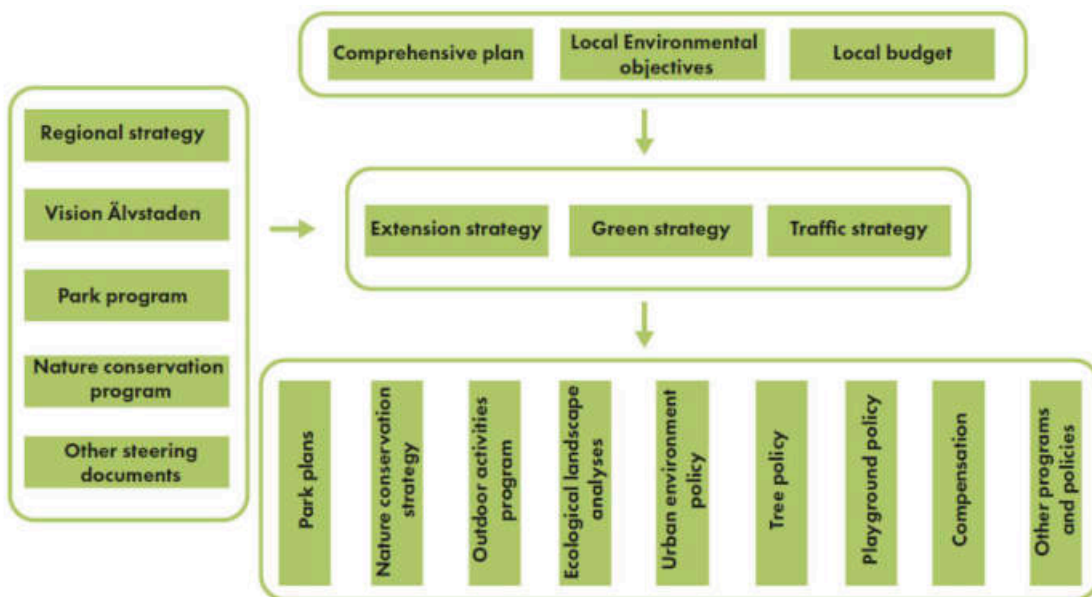 Comprehensive plan
Local Environmental
objectives
Local budget
Regional strategy
Vision Älvstaden
Park program
Nature conservation
program
Other steering
documents
Extension strategy
Green strategy
Traffic strategy
Park plans
Nature conservation
strategy
Outdoor activities
program
Ecological landscape
analyses
Urban environment
policy
Tree policy
Playground policy
Compensation
Other programs
and policies